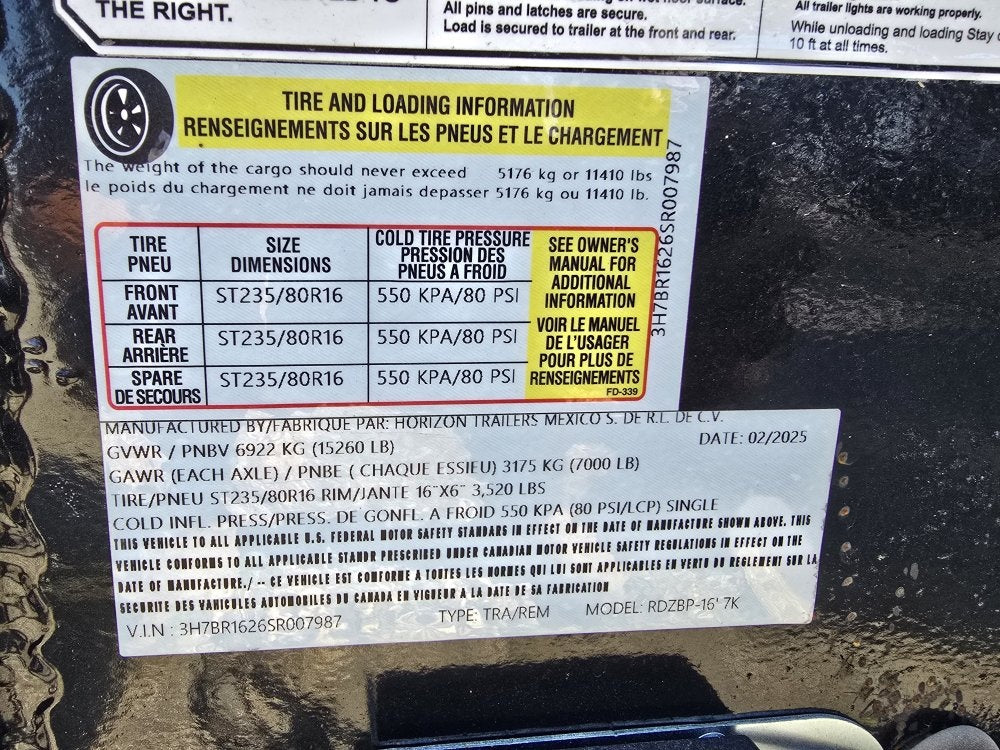 THE RIGHT.
All pins and latches are secure.
Load is secured to trailer at the front and rear.
All trailer lights are working properly.
While unloading and loading Stay
10 ft at all times.
TIRE AND LOADING INFORMATION
RENSEIGNEMENTS SUR LES PNEUS ET LE CHARGEMENT
The weight of the cargo should never exceed 5176 kg or 11410 lbs
le poids du chargement ne doit jamais depasser 5176 kg ou 11410 lb.
3H7BR1626SR007987
TIRE
PNEU
SIZE
DIMENSIONS
COLD TIRE PRESSURE
PRESSION DES
PNEUS A FROID
FRONT
AVANT
ST235/80R16
550 KPA/80 PSI
REAR
ARRIÈRE
ST235/80R16
550 KPA/80 PSI
SPARE
DE SECOURS
ST235/80R16
550 KPA/80 PSI
SEE OWNER'S
MANUAL FOR
ADDITIONAL
INFORMATION
VOIR LE MANUEL
DE L'USAGER
POUR PLUS DE
RENSEIGNEMENTS
FD-339
MANUFACTURED BY/FABRIQUE PAR: HORIZON TRAILERS MEXICO S. DE R.L. DE C.V.
GVWR / PNBV 6922 KG (15260 LB) DATE: 02/2025
GAWR (EACH AXLE) / PNBE ( CHAQUE ESSIEU) 3175 KG (7000 LB)
TIRE/PNEU ST235/80R16 RIM/JANTE 16"X6" 3,520 LBS
COLD INFL. PRESS/PRESS. DE GONFL. A FROID 550 KPA (80 PSI/LCP) SINGLE
THIS VEHICLE TO ALL APPLICABLE U.S. FEDERAL MOTOR SAFETY STANDARS IN EFFECT ON THE DATE OF MANUFACTURE SHOWN ABOVE. THIS
VEHICLE CONFORMS TO ALL APPLICABLE STANDR PRESCRIBED UNDER CANADIAN MOTOR VEHICLE SAFETY REGULATIONS IN EFFECT ON THE
DATE OF MANUFACTURE./ -- CE VEHICLE EST CONFORME A TOUTES LES NORMES QUI LUI SONT APPLICABLES EN VERTU DU REGLEMENT SUR LA
SECURITE DES VANICULES AUTOMOBILES DU CANADA EN VIGUEUR A LA DATE DE SA FABRICATION
V.I.N : 3H7BR1626SR007987 TYPE: TRA/REM MODEL: RDZBP-16' 7K